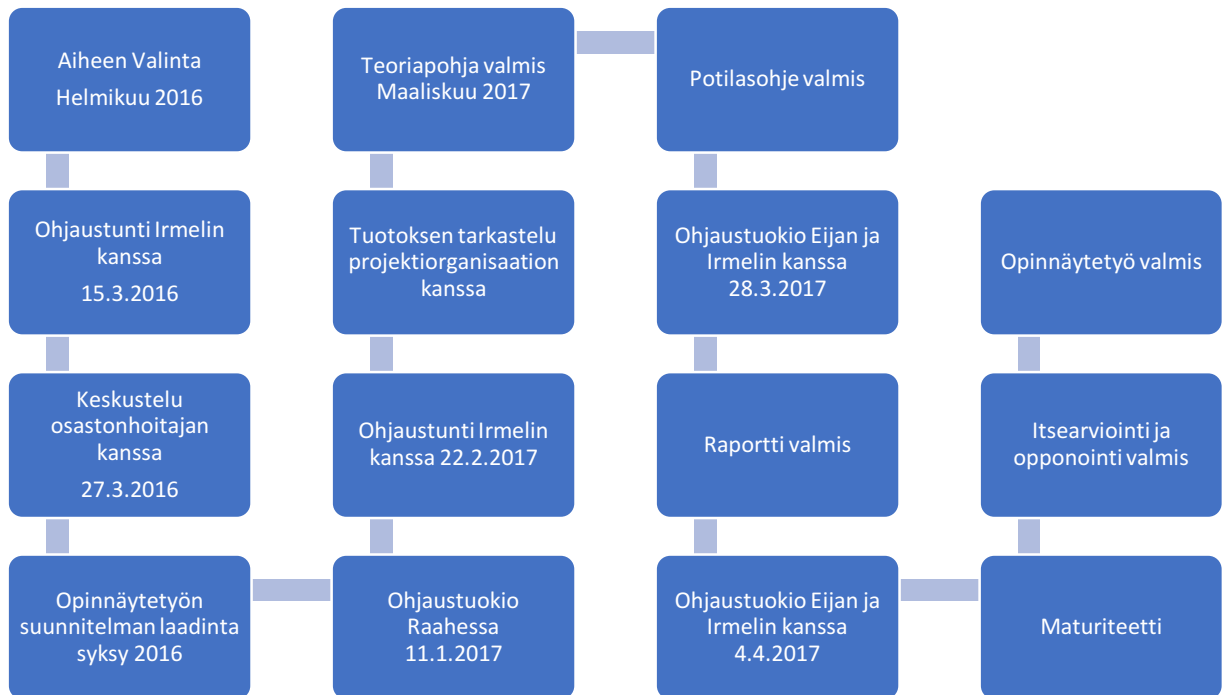 Aiheen Valinta
Helmikuu 2016
Ohjaustunti Irmelin
kanssa
15.3.2016
Keskustelu
osastonhoitajan
kanssa
27.3.2016
Opinnäytetyön
suunnitelman laadinta
syksy 2016
Ohjaustuokio
Raahessa
11.1.2017
Ohjaustunti Irmelin
kanssa 22.2.2017
Tuotoksen tarkastelu
projektiorganisaation
kanssa
Teoriapohja valmis
Maaliskuu 2017
Potilasohje valmis
Ohjaustuokio Eijan ja
Irmelin kanssa
28.3.2017
Raportti valmis
Ohjaustuokio Eijan ja
Irmelin kanssa
4.4.2017
Maturiteetti
Itsearviointi ja
opponointi valmis
Opinnäytetyö valmis